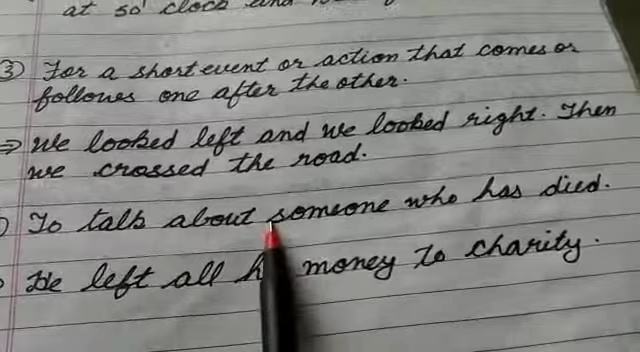 ③ For a short event or action that comes or
follows one after the other.
⇒ We looked left and we looked right. Then
we crossed the road.
To talk about someone who has died.
He left all money to charity.